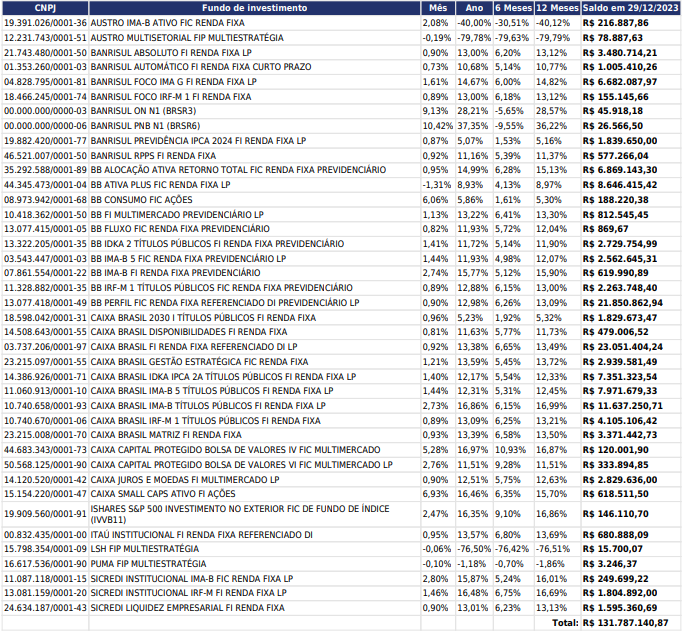 CNPJ Fundo de investimento Mês Ano 6 Meses 12 Meses Saldo em 29/12/2023
19.391.026/0001-36 AUSTRO IMA-B ATIVO FIC RENDA FIXA 2,08% -40,00% -30,51% -40,12% R$ 216.887,86
12.231.743/0001-51 AUSTRO MULTISETORIAL FIP MULTIESTRATÉGIA -0,19% -79,78% -79,63% -79,79% R$ 78.887,63
21.743.480/0001-50 BANRISUL ABSOLUTO FI RENDA FIXA LP 0,90% 13,00% 6,20% 13,12% R$ 3.480.714,21
01.353.260/0001-03 BANRISUL AUTOMÁTICO FI RENDA FIXA CURTO PRAZO 0,73% 10,68% 5,14% 10,77% R$ 1.005.410,26
04.828.795/0001-81 BANRISUL FOCO IMA G FI RENDA FIXA LP 1,61% 14,67% 6,00% 14,82% R$ 6.682.087,97
18.466.245/0001-74 BANRISUL FOCO IRF-M 1 FI RENDA FIXA 0,89% 13,00% 6,18% 13,12% R$ 155.145,66
00.000.000/0000-03 BANRISUL ON N1 (BRSR3) 9,13% 28,21% -5,65% 28,57% R$ 45.918,18
00.000.000/0000-06 BANRISUL PNB N1 (BRSR6) 10,42% 37,35% -9,55% 36,22% R$ 26.566,50
19.882.420/0001-77 BANRISUL PREVIDÊNCIA IPCA 2024 FI RENDA FIXA LP 0,87% 5,07% 1,53% 5,16% R$ 1.839.650,00
46.521.007/0001-50 BANRISUL RPPS FI RENDA FIXA 0,92% 11,16% 5,39% 11,37% R$ 577.266,04
35.292.588/0001-89 BB ALOCAÇÃO ATIVA RETORNO TOTAL FIC RENDA FIXA PREVIDENCIÁRIO 0,95% 14,99% 6,28% 15,13% R$ 6.869.143,30
44.345.473/0001-04 BB ATIVA PLUS FIC RENDA FIXA LP -1,31% 8,93% 4,13% 8,97% R$ 8.646.415,42
08.973.942/0001-68 BB CONSUMO FIC AÇÕES 6,06% 5,86% 1,61% 5,30% R$ 188.220,38
10.418.362/0001-50 BB FI MULTIMERCADO PREVIDENCIÁRIO LP 1,13% 13,22% 6,41% 13,30% R$ 812.545,45
13.077.415/0001-05 BB FLUXO FIC RENDA FIXA PREVIDENCIÁRIO 0,82% 11,93% 5,72% 12,04% R$ 869,67
13.322.205/0001-35 BB IDKA 2 TÍTULOS PÚBLICOS FI RENDA FIXA PREVIDENCIÁRIO 1,41% 11,72% 5,14% 11,90% R$ 2.729.754,99
03.543.447/0001-03 BB IMA-B 5 FIC RENDA FIXA PREVIDENCIÁRIO LP 1,44% 11,93% 4,98% 12,07% R$ 2.562.645,31
07.861.554/0001-22 BB IMA-B FI RENDA FIXA PREVIDENCIÁRIO 2,74% 15,77% 5,12% 15,90% R$ 619.990,89
11.328.882/0001-35 BB IRF-M 1 TÍTULOS PÚBLICOS FIC RENDA FIXA PREVIDENCIÁRIO 0,89% 12,88% 6,15% 13,00% R$ 2.263.748,40
13.077.418/0001-49 BB PERFIL FIC RENDA FIXA REFERENCIADO DI PREVIDENCIÁRIO LP 0,90% 12,98% 6,26% 13,09% R$ 21.850.862,94
18.598.042/0001-31 CAIXA BRASIL 2030 I TÍTULOS PÚBLICOS FI RENDA FIXA 0,96% 5,23% 1,92% 5,32% R$ 1.829.673,47
14.508.643/0001-55 CAIXA BRASIL DISPONIBILIDADES FI RENDA FIXA 0,81% 11,63% 5,77% 11,73% R$ 479.006,52
03.737.206/0001-97 CAIXA BRASIL FI RENDA FIXA REFERENCIADO DI LP 0,92% 13,38% 6,65% 13,49% R$ 23.051.404,24
23.215.097/0001-55 CAIXA BRASIL GESTÃO ESTRATÉGICA FIC RENDA FIXA 1,21% 13,59% 5,45% 13,72% R$ 2.939.581,49
14.386.926/0001-71 CAIXA BRASIL IDKA IPCA 2A TÍTULOS PÚBLICOS FI RENDA FIXA LP 1,40% 12,17% 5,54% 12,33% R$ 7.351.323,54
11.060.913/0001-10 CAIXA BRASIL IMA-B 5 TÍTULOS PÚBLICOS FI RENDA FIXA LP 1,44% 12,31% 5,31% 12,45% R$ 7.971.679,33
10.740.658/0001-93 CAIXA BRASIL IMA-B TÍTULOS PÚBLICOS FI RENDA FIXA LP 2,73% 16,86% 6,15% 16,99% R$ 11.637.250,71
10.740.670/0001-06 CAIXA BRASIL IRF-M 1 TÍTULOS PÚBLICOS FI RENDA FIXA 0,89% 13,09% 6,25% 13,21% R$ 4.105.106,42
23.215.008/0001-70 CAIXA BRASIL MATRIZ FI RENDA FIXA 0,93% 13,39% 6,58% 13,50% R$ 3.371.442,73
44.683.343/0001-73 CAIXA CAPITAL PROTEGIDO BOLSA DE VALORES IV FIC MULTIMERCADO 5,28% 16,97% 10,93% 16,87% R$ 120.001,90
50.568.125/0001-90 CAIXA CAPITAL PROTEGIDO BOLSA DE VALORES VI FIC MULTIMERCADO LP 2,76% 11,51% 9,28% 11,51% R$ 333.894,85
14.120.520/0001-42 CAIXA JUROS E MOEDAS FI MULTIMERCADO LP 0,90% 12,51% 5,75% 12,63% R$ 2.829.636,00
15.154.220/0001-47 CAIXA SMALL CAPS ATIVO FI AÇÕES 6,93% 16,46% 6,35% 15,70% R$ 618.511,50
19.909.560/0001-91 ISHARES S&P 500 INVESTIMENTO NO EXTERIOR FIC DE FUNDO DE ÍNDICE 2,47% 16,35% 9,10% 16,86% R$ 146.110,70
(IVVB11)
00.832.435/0001-00 ITAÚ INSTITUCIONAL FI RENDA FIXA REFERENCIADO DI 0,95% 13,57% 6,80% 13,69% R$ 680.888,09
15.798.354/0001-09 LSH FIP MULTIESTRATÉGIA -0,06% -76,50% -76,42% -76,51% R$ 15.700,07
16.617.536/0001-90 PUMA FIP MULTIESTRATÉGIA -0,10% -1,18% -0,70% -1,86% R$ 3.246,37
11.087.118/0001-15 SICREDI INSTITUCIONAL IMA-B FIC RENDA FIXA LP 2,80% 15,87% 5,24% 16,01% R$ 249.699,22
13.081.159/0001-20 SICREDI INSTITUCIONAL IRF-M FI RENDA FIXA LP 1,46% 16,48% 6,75% 16,69% R$ 1.804.892,00
24.634.187/0001-43 SICREDI LIQUIDEZ EMPRESARIAL FI RENDA FIXA 0,90% 13,01% 6,23% 13,13% R$ 1.595.360,69
Total: R$ 131.787.140,87